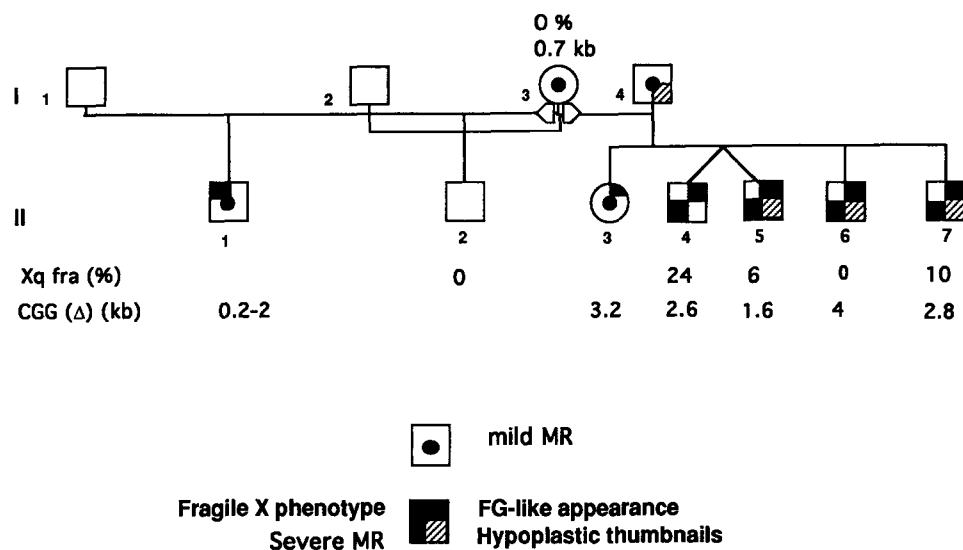 O %
0.7 kb
I 1 2 3 4
II
1 2 3 4 5 6 7
Xq fra (%) 0 24 6 0 10
CGG (Δ) (kb) 0.2-2 3.2 2.6 1.6 4 2.8
mild MR
Fragile X phenotype FG-like appearance
Severe MR Hypoplastic thumbnails